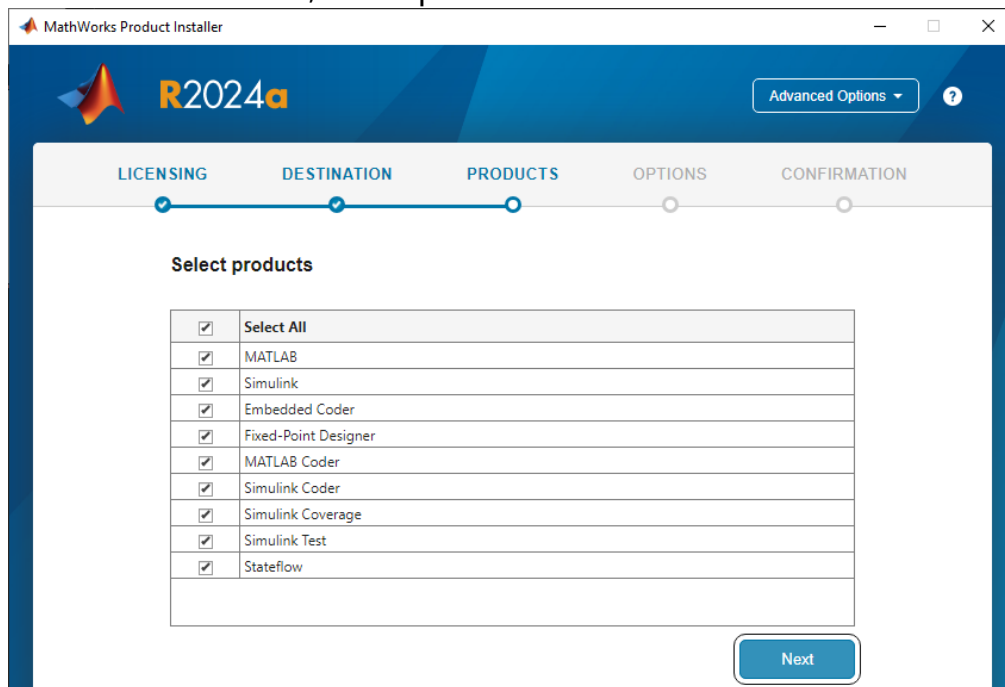 MathWorks Product Installer
R2024a
Advanced Options
?
LICENSING DESTINATION PRODUCTS OPTIONS CONFIRMATION
Select products
Select All
MATLAB
Simulink
Embedded Coder
Fixed-Point Designer
MATLAB Coder
Simulink Coder
Simulink Coverage
Simulink Test
Stateflow
Next